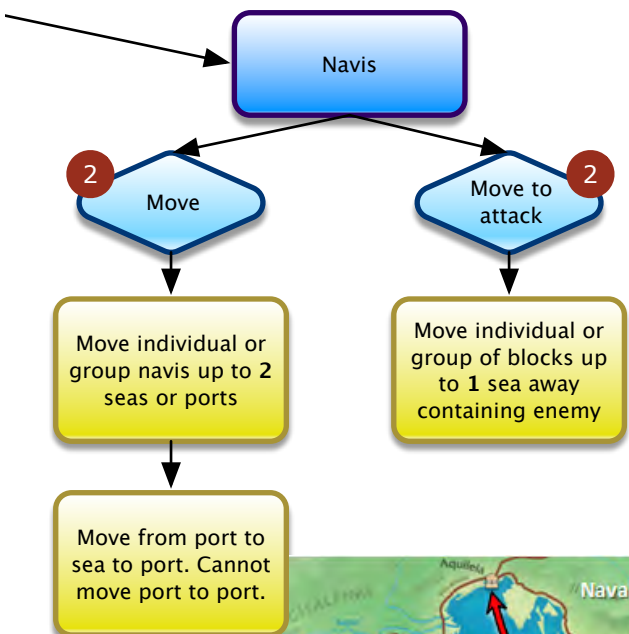 Navis
2
Move
2
Move to
attack
Move individual or
group navis up to 2
seas or ports
Move individual or
group of blocks up
to 1 sea away
containing enemy
Move from port to
sea to port. Cannot
move port to port.
Aquilela
Nava